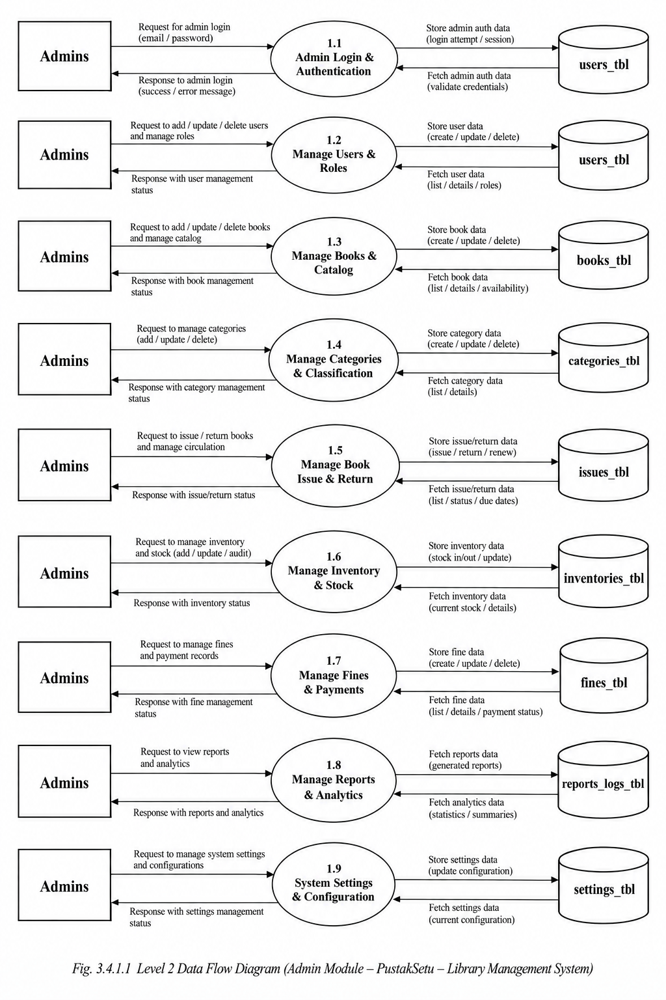 Admins
Request for admin login
(email / password)
Response to admin login
(success / error message)
1.1
Admin Login &
Authentication
Store admin auth data
(login attempt / session)
Fetch admin auth data
(validate credentials)
users_tbl
Admins
Request to add / update / delete users
and manage roles
Response with user management
status
1.2
Manage Users &
Roles
Store user data
(create / update / delete)
Fetch user data
(list / details / roles)
users_tbl
Admins
Request to add / update / delete books
and manage catalog
Response with book management
status
1.3
Manage Books &
Catalog
Store book data
(create / update / delete)
Fetch book data
(list / details / availability)
books_tbl
Admins
Request to manage categories
(add / update / delete)
Response with category management
status
1.4
Manage Categories
& Classification
Store category data
(create / update / delete)
Fetch category data
(list / details)
categories_tbl
Admins
Request to issue / return books
and manage circulation
Response with issue/return status
1.5
Manage Book
Issue & Return
Store issue/return data
(issue / return / renew)
Fetch issue/return data
(list / status / due dates)
issues_tbl
Admins
Request to manage inventory
and stock (add / update / audit)
Response with inventory status
1.6
Manage Inventory
& Stock
Store inventory data
(stock in/out / update)
Fetch inventory data
(current stock / details)
inventories_tbl
Admins
Request to manage fines
and payment records
Response with fine management
status
1.7
Manage Fines
& Payments
Store fine data
(create / update / delete)
Fetch fine data
(list / details / payment status)
fines_tbl
Admins
Request to view reports
and analytics
Response with reports and analytics
1.8
Manage Reports
& Analytics
Fetch reports data
(generated reports)
Fetch analytics data
(statistics / summaries)
reports_logs_tbl
Admins
Request to manage system settings
and configurations
Response with settings management
status
1.9
System Settings
& Configuration
Store settings data
(update configuration)
Fetch settings data
(current configuration)
settings_tbl
Fig. 3.4.1.1 Level 2 Data Flow Diagram (Admin Module – PustakSetu – Library Management System)